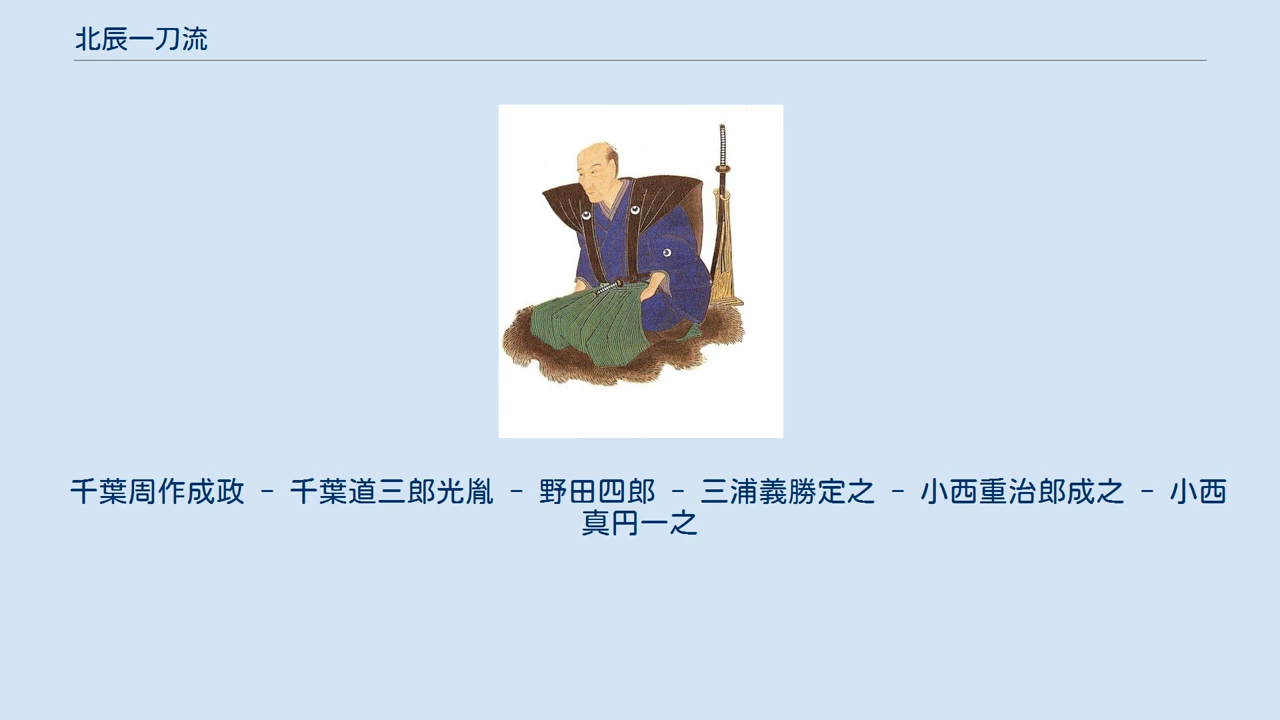 北辰一刀流
千葉周作成政 - 千葉道三郎光胤 - 野田四郎 - 三浦義勝定之 - 小西重治郎成之 - 小西
真円一之